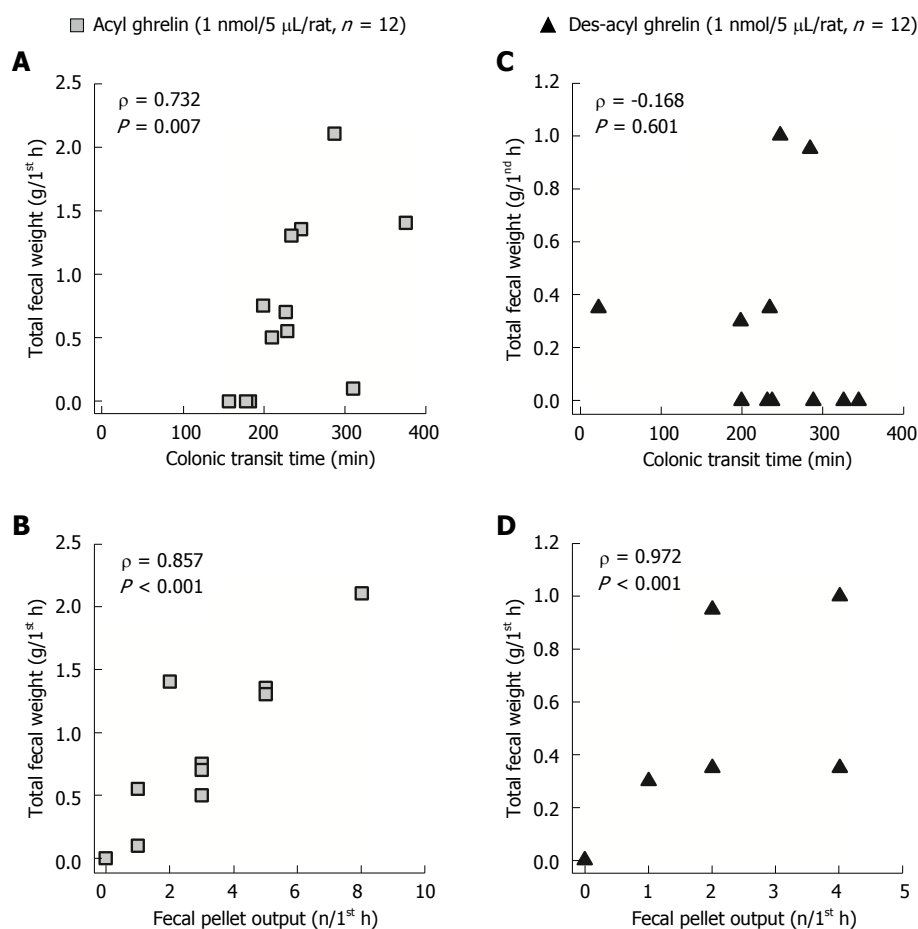 Acyl ghrelin (1 nmol/5 μL/rat, n = 12)
Des-acyl ghrelin (1 nmol/5 μL/rat, n = 12)
A
2.5
2.0
1.5
1.0
0.5
0.0
Total fecal weight (g/1st h)
ρ = 0.732
P = 0.007
0 100 200 300 400
Colonic transit time (min)
C
1.2
1.0
0.8
0.6
0.4
0.2
0.0
Total fecal weight (g/1nd h)
ρ = -0.168
P = 0.601
0 100 200 300 400
Colonic transit time (min)
B
2.5
2.0
1.5
1.0
0.5
0.0
Total fecal weight (g/1st h)
ρ = 0.857
P < 0.001
0 2 4 6 8 10
Fecal pellet output (n/1st h)
D
1.2
1.0
0.8
0.6
0.4
0.2
0.0
Total fecal weight (g/1st h)
ρ = 0.972
P < 0.001
0 1 2 3 4 5
Fecal pellet output (n/1st h)